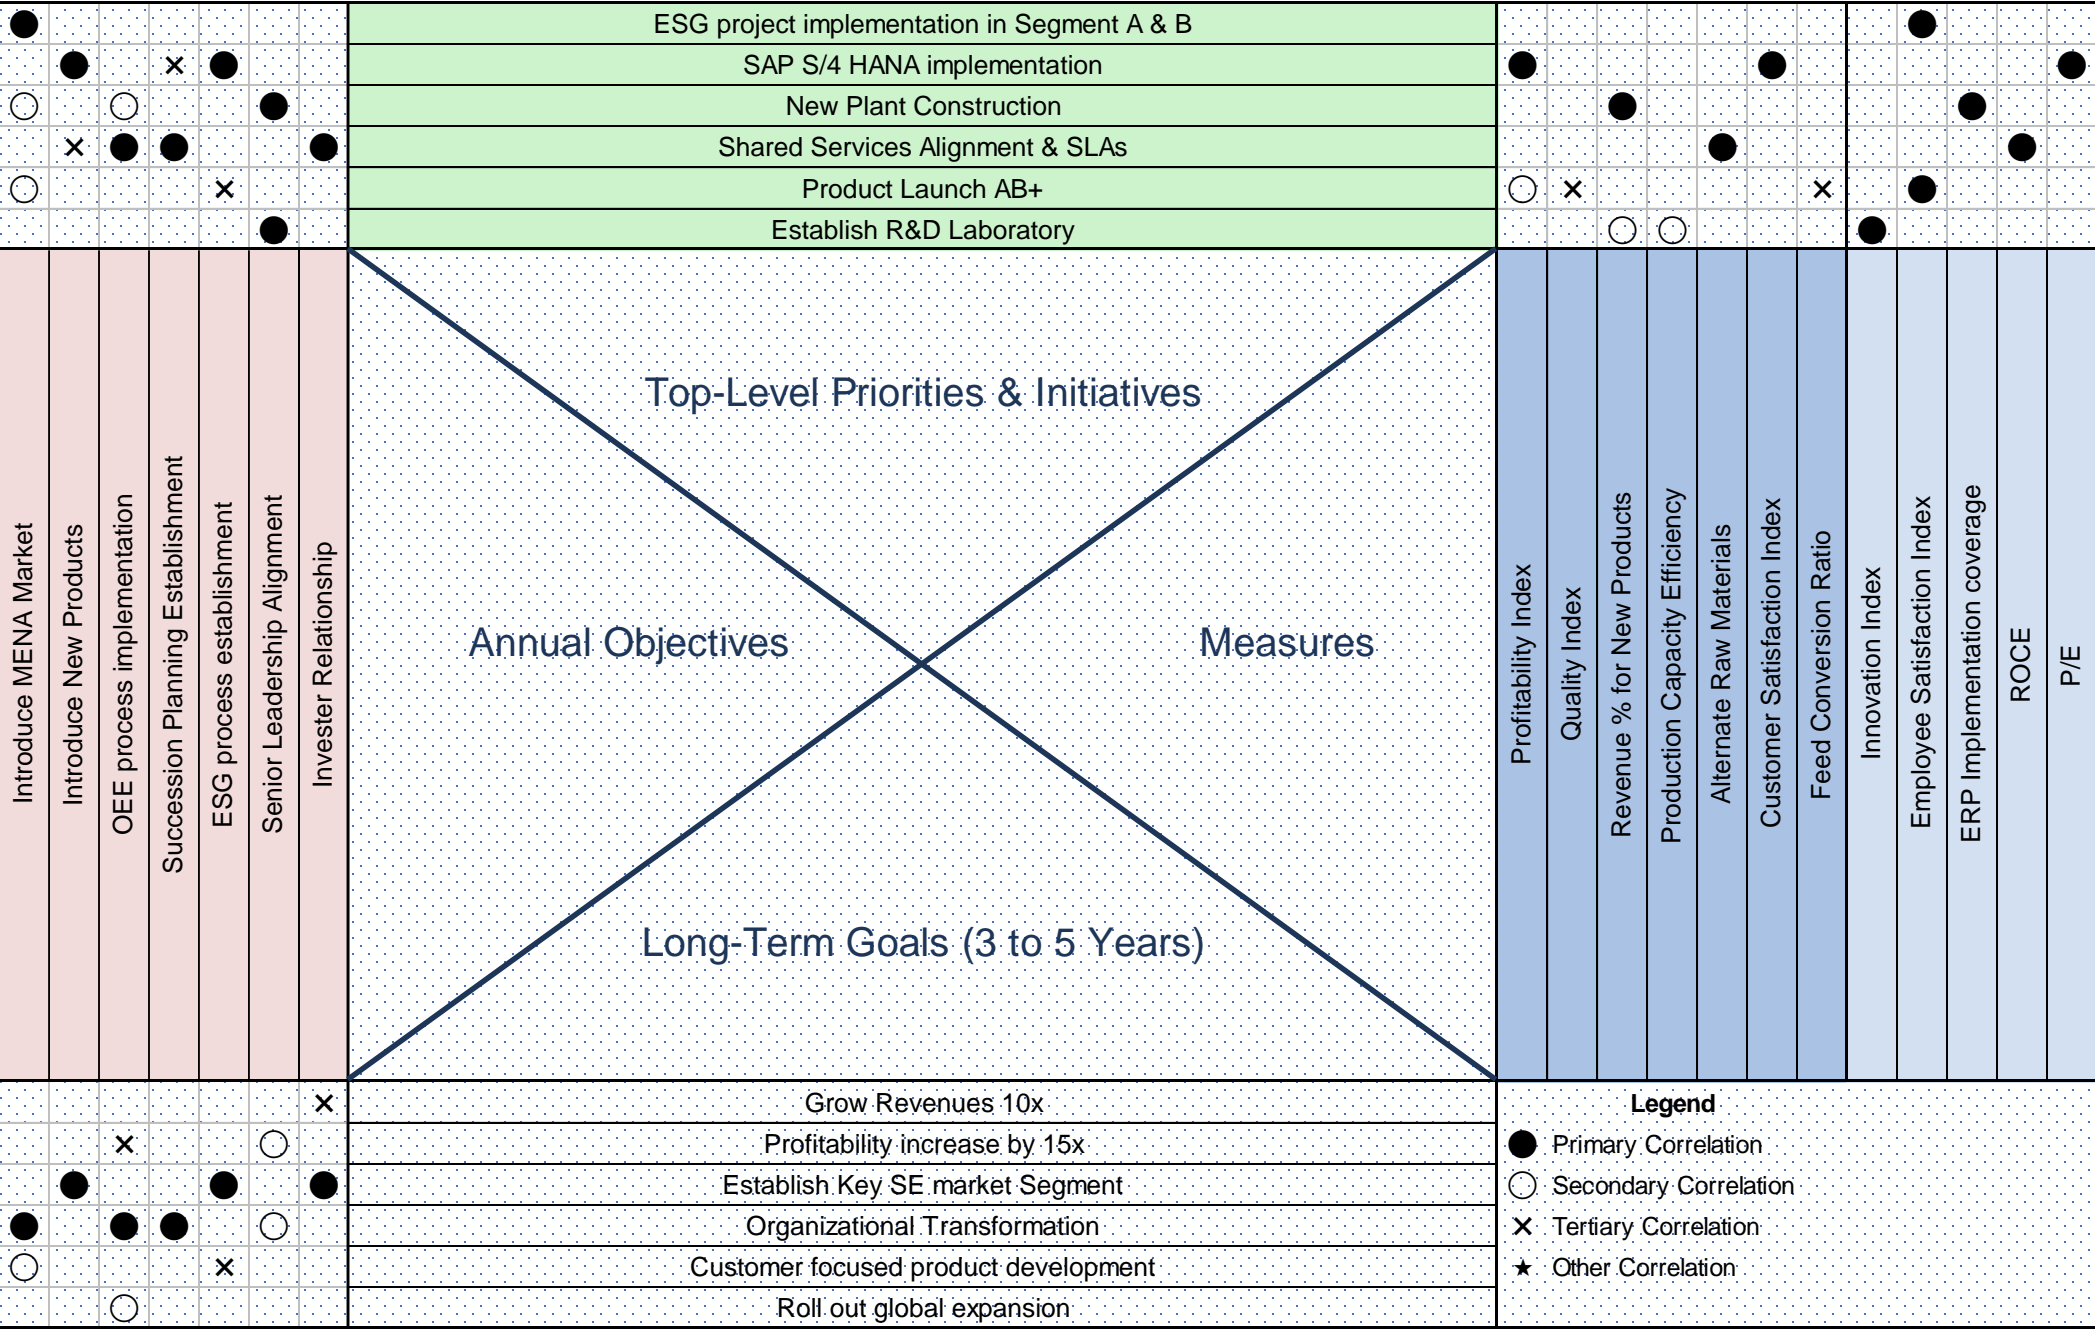 ESG project implementation in Segment A & B
SAP S/4 HANA implementation
New Plant Construction
Shared Services Alignment & SLAs
Product Launch AB+
Establish R&D Laboratory
Introduce MENA Market
Introduce New Products
OEE process implementation
Succession Planning Establishment
ESG process establishment
Senior Leadership Alignment
Invester Relationship
Top-Level Priorities & Initiatives
Annual Objectives
Measures
Long-Term Goals (3 to 5 Years)
Profitability Index
Quality Index
Revenue % for New Products
Production Capacity Efficiency
Alternate Raw Materials
Customer Satisfaction Index
Feed Conversion Ratio
Innovation Index
Employee Satisfaction Index
ERP Implementation coverage
ROCE
P/E
Grow Revenues 10x
Profitability increase by 15x
Establish Key SE market Segment
Organizational Transformation
Customer focused product development
Roll out global expansion
Legend
Primary Correlation
Secondary Correlation
Tertiary Correlation
Other Correlation